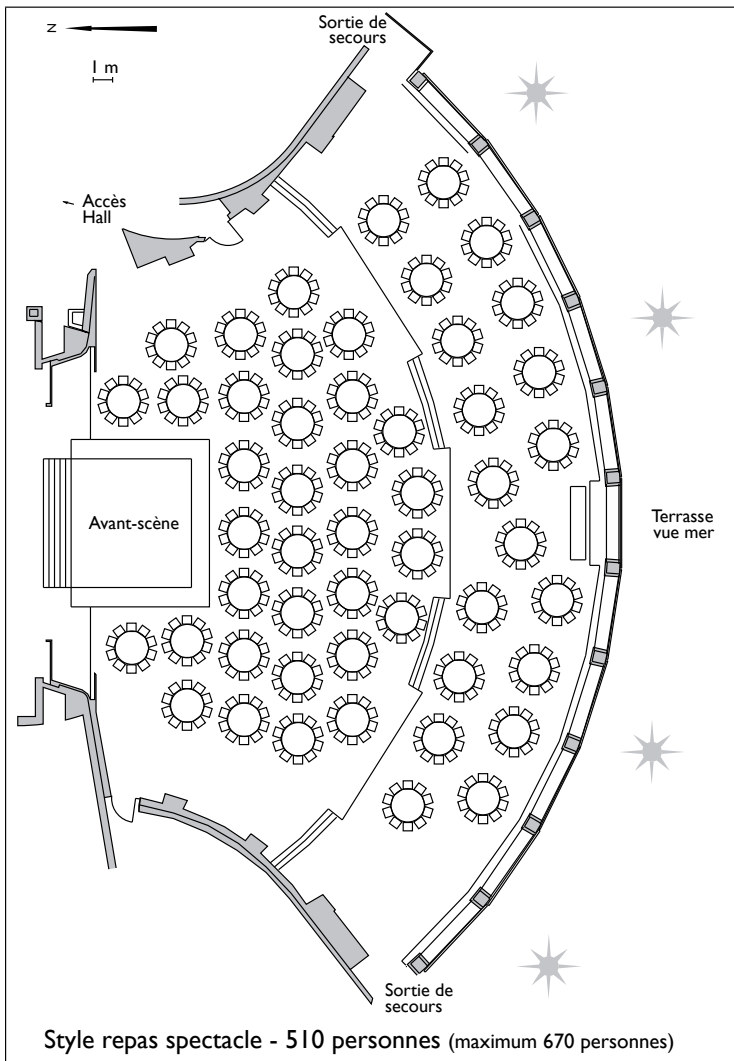 Sortie de
secours
N
1 m
Accès
Hall
Avant-scène
Terrasse
vue mer
Sortie de
secours
Style repas spectacle - 510 personnes (maximum 670 personnes)